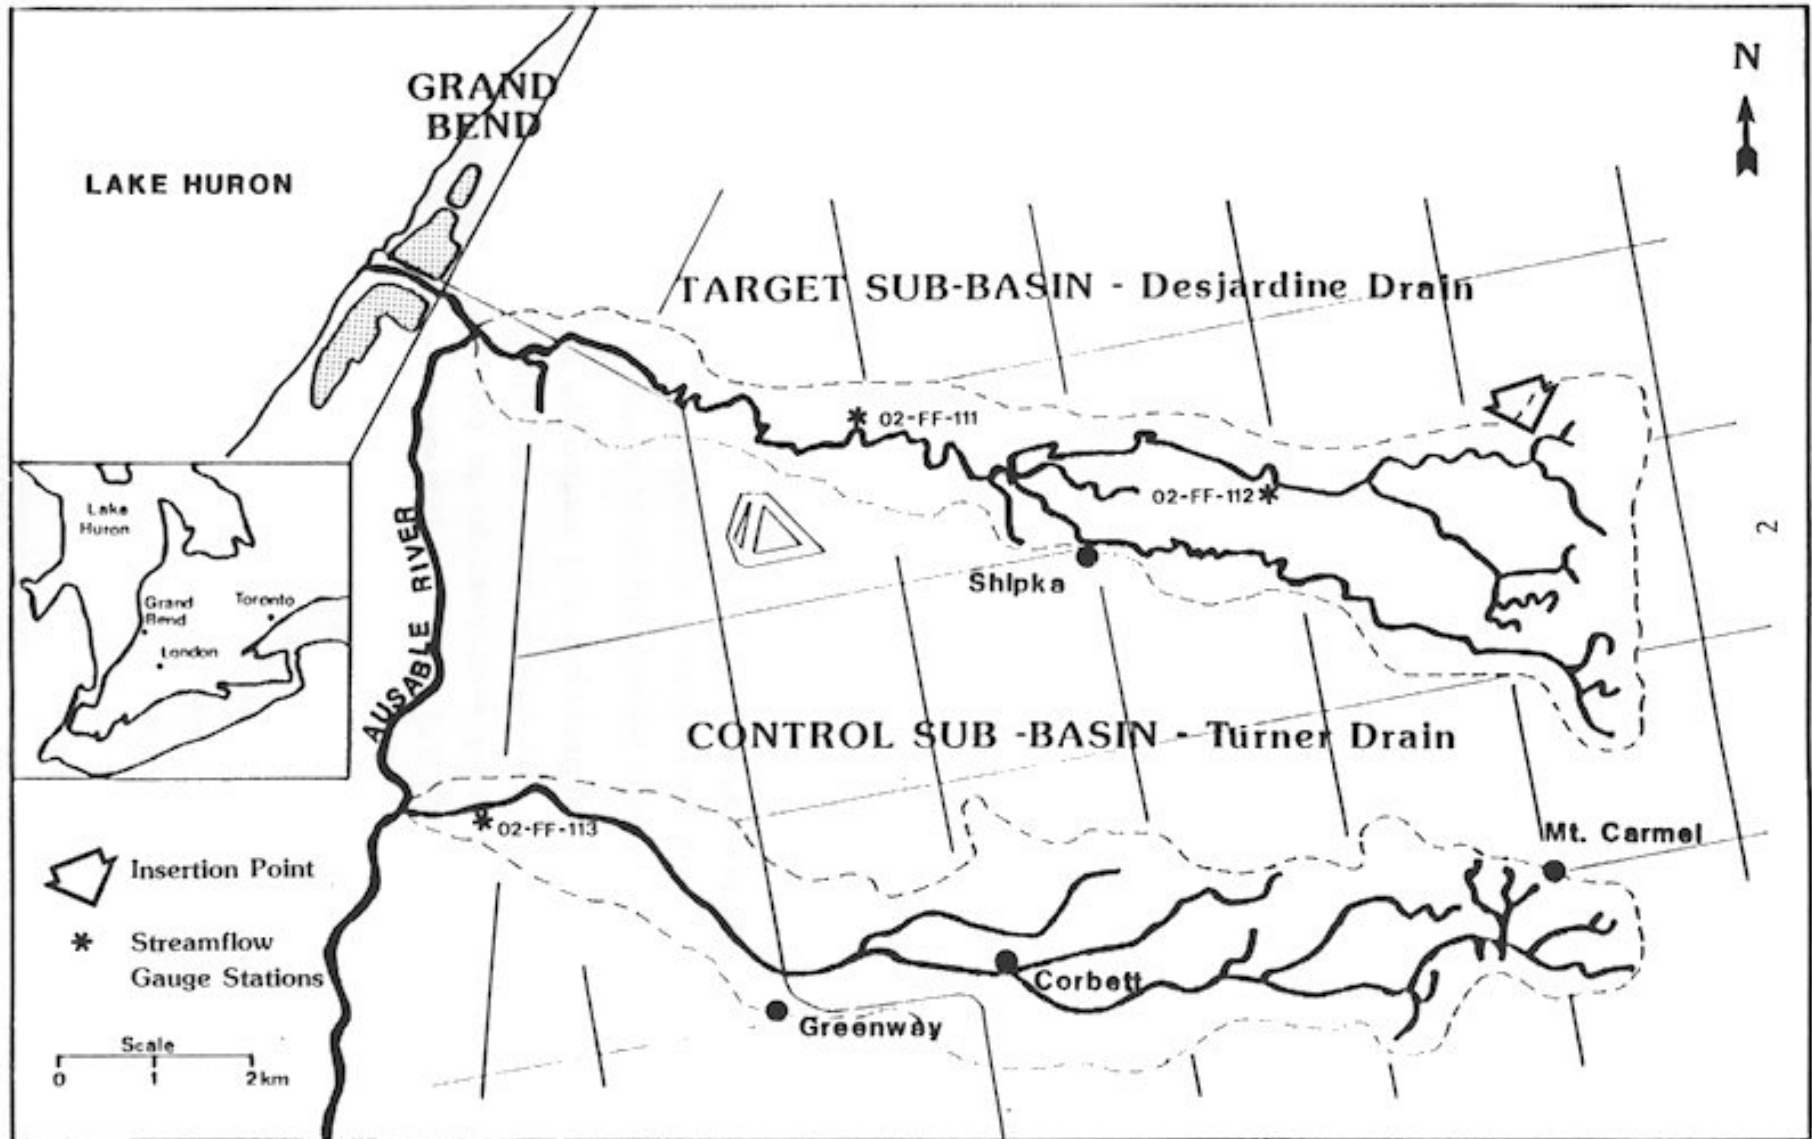 GRAND
BEND
N
LAKE HURON
TARGET SUB-BASIN - Desjardine Drain
02-FF-111
02-FF-112
2
Shipka
AUSABLE RIVER
Lake
Huron
Grand
Bend
Toronto
London
CONTROL SUB -BASIN - Turner Drain
02-FF-113
Mt. Carmel
Insertion Point
Streamflow
Gauge Stations
Corbett
Greenway
Scale
0 1 2 km